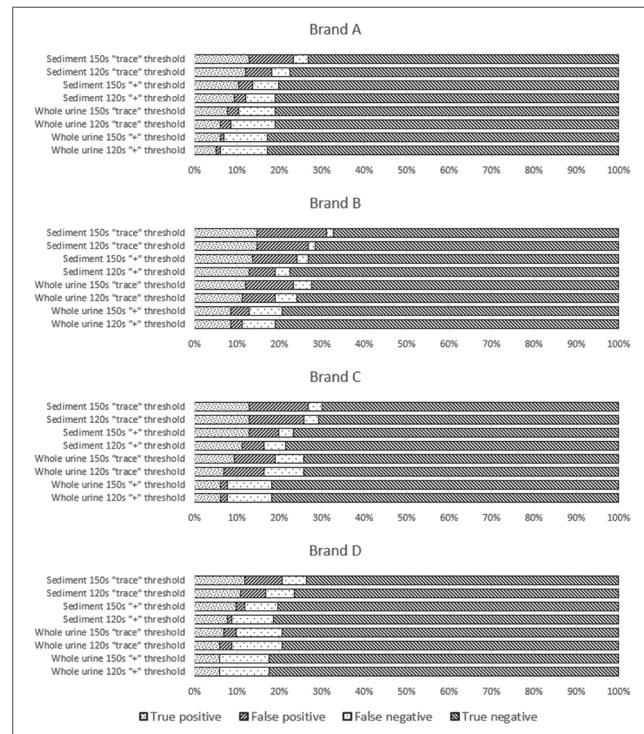 Brand A
Sediment 150s "trace" threshold
Sediment 120s "trace" threshold
Sediment 150s "+" threshold
Sediment 120s "+" threshold
Whole urine 150s "trace" threshold
Whole urine 120s "trace" threshold
Whole urine 150s "+" threshold
Whole urine 120s "+" threshold
0% 10% 20% 30% 40% 50% 60% 70% 80% 90% 100%
Brand B
Sediment 150s "trace" threshold
Sediment 120s "trace" threshold
Sediment 150s "+" threshold
Sediment 120s "+" threshold
Whole urine 150s "trace" threshold
Whole urine 120s "trace" threshold
Whole urine 150s "+" threshold
Whole urine 120s "+" threshold
0% 10% 20% 30% 40% 50% 60% 70% 80% 90% 100%
Brand C
Sediment 150s "trace" threshold
Sediment 120s "trace" threshold
Sediment 150s "+" threshold
Sediment 120s "+" threshold
Whole urine 150s "trace" threshold
Whole urine 120s "trace" threshold
Whole urine 150s "+" threshold
Whole urine 120s "+" threshold
0% 10% 20% 30% 40% 50% 60% 70% 80% 90% 100%
Brand D
Sediment 150s "trace" threshold
Sediment 120s "trace" threshold
Sediment 150s "+" threshold
Sediment 120s "+" threshold
Whole urine 150s "trace" threshold
Whole urine 120s "trace" threshold
Whole urine 150s "+" threshold
Whole urine 120s "+" threshold
0% 10% 20% 30% 40% 50% 60% 70% 80% 90% 100%
True positive False positive False negative True negative